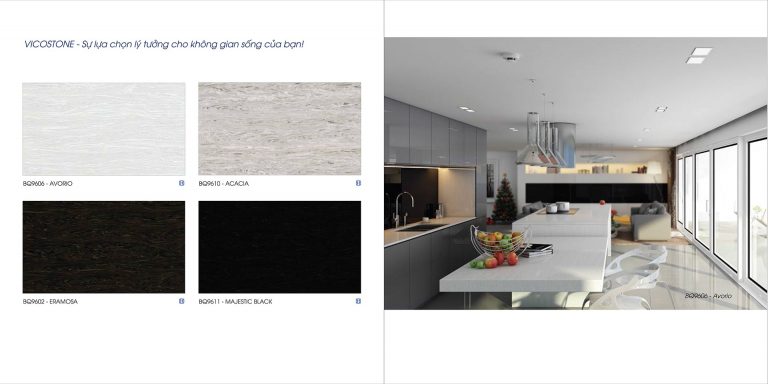 VICOSTONE - Sự lựa chọn lý tưởng cho không gian sống của bạn!
BQ9606 - AVORIO
BQ9610 - ACACIA
BQ9602 - ERAMOSA
BQ9611 - MAJESTIC BLACK
BQ9606 - Avorio